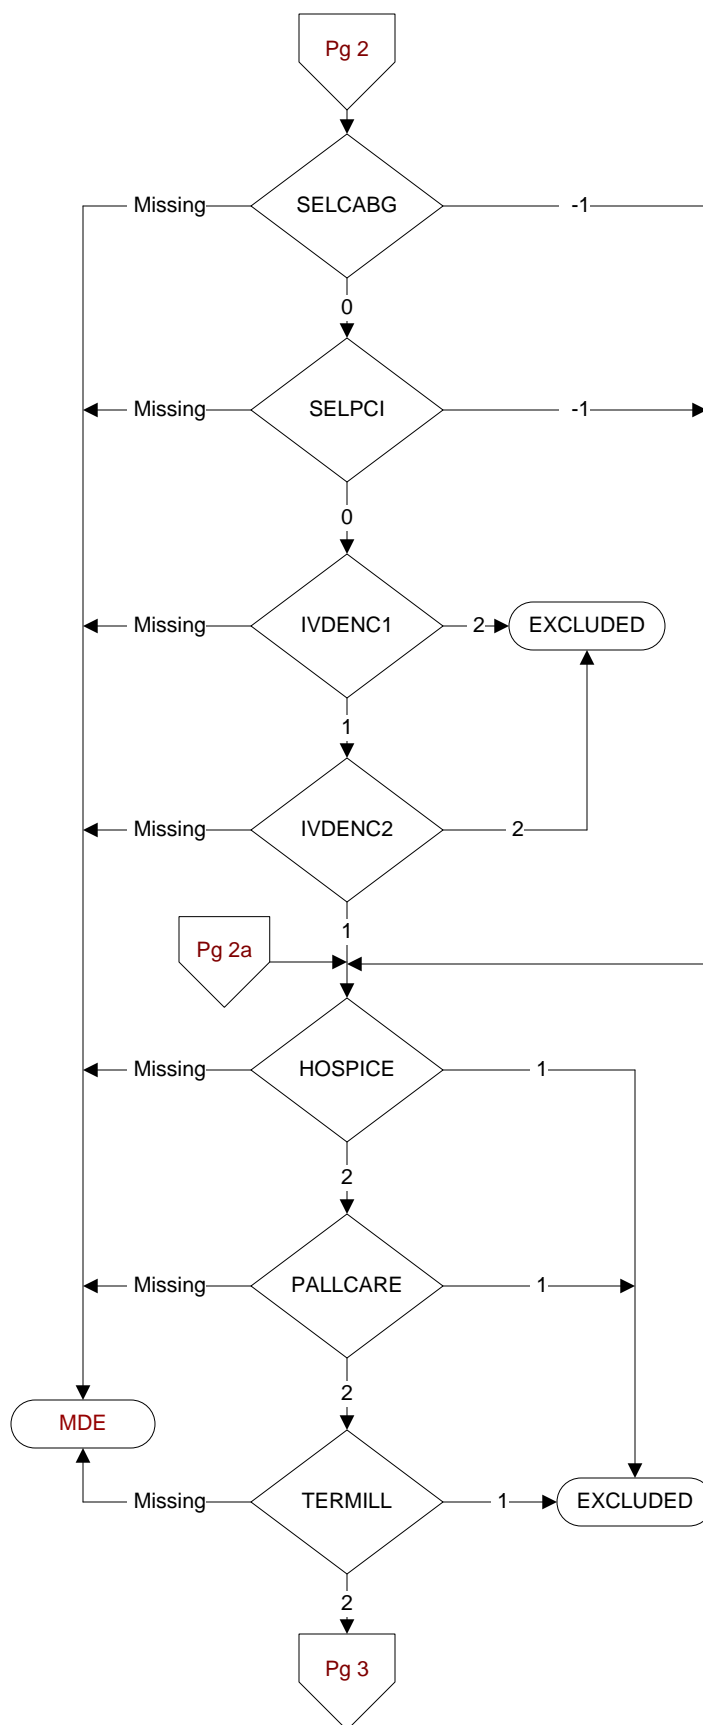 Pg 2
Missing SELCABG -1
0
Missing SELPCI -1
0
Missing IVDENC1 2 EXCLUDED
1
Missing IVDENC2 2
1
Pg 2a
Missing HOSPICE 1
2
Missing PALLCARE 1
2
MDE
Missing TERMILL 1 EXCLUDED
2
Pg 3